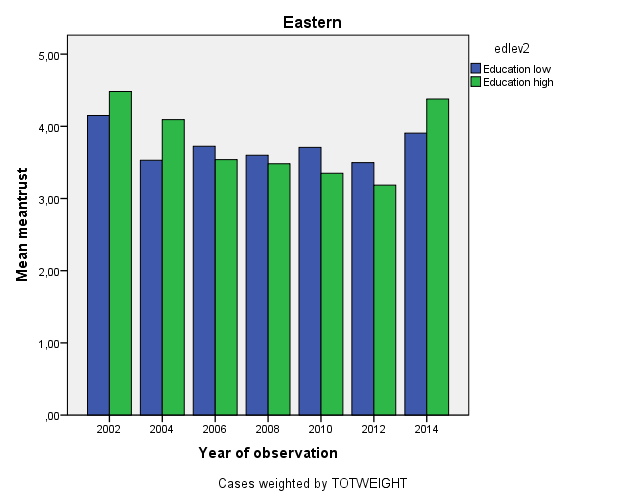 Eastern
edlev2
Education low
Education high
5,00
4,00
3,00
2,00
1,00
,00
Mean meantrust
2002 2004 2006 2008 2010 2012 2014
Year of observation
Cases weighted by TOTWEIGHT